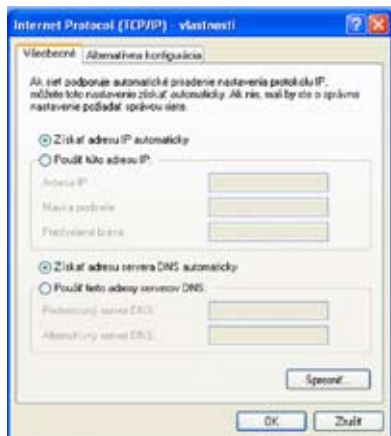 Internet Protocol (TCP/IP) – vlastnosti
Všeobecné
Alternatívna konfigurácia
Ak sieť podporuje automatické priradenie nastavenia protokolu IP,
môžete toto nastavenie získať automaticky. Ak nie, mali by ste o správne
nastavenie požiadať správcu siete.
Získať adresu IP automaticky
Použiť túto adresu IP:
Adresa IP:
Maska podsiete:
Predvolená brána:
Získať adresu servera DNS automaticky
Použiť tieto adresy serverov DNS:
Preferovaný server DNS:
Alternatívny server DNS:
Spresniť...
OK
Zrušiť